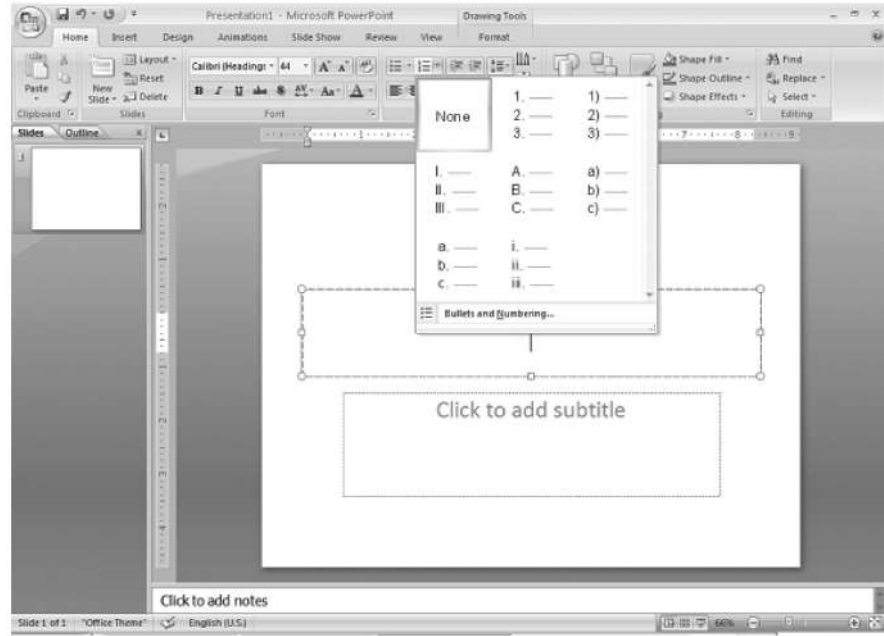 Presentation1 - Microsoft PowerPoint
Drawing Tools
Home Insert Design Animations Slide Show Review View Format
Paste
New Slide
Layout
Reset
Delete
Calibri (Headings) 44
Shape Fill
Shape Outline
Shape Effects
Find
Replace
Select
Clipboard Slides Font Editing
Slides Outline
1
None
1.
2.
3.
1)
2)
3)
I.
II.
III.
A.
B.
C.
a)
b)
c)
a.
b.
c.
i.
ii.
iii.
Bullets and Numbering...
Click to add subtitle
Click to add notes
Slide 1 of 1 "Office Theme" English (U.S.) 66%